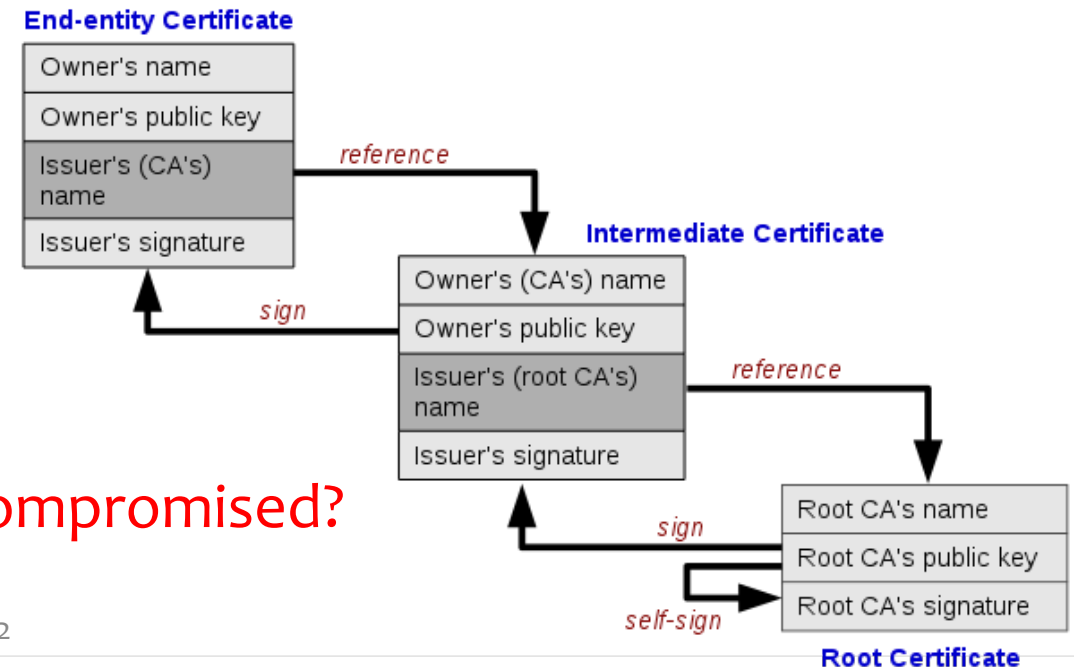 End-entity Certificate
Owner's name
Owner's public key
Issuer's (CA's)
name
Issuer's signature
reference
sign
Intermediate Certificate
Owner's (CA's) name
Owner's public key
Issuer's (root CA's)
name
Issuer's signature
reference
sign
self-sign
Root CA's name
Root CA's public key
Root CA's signature
Root Certificate
ompromised?
2